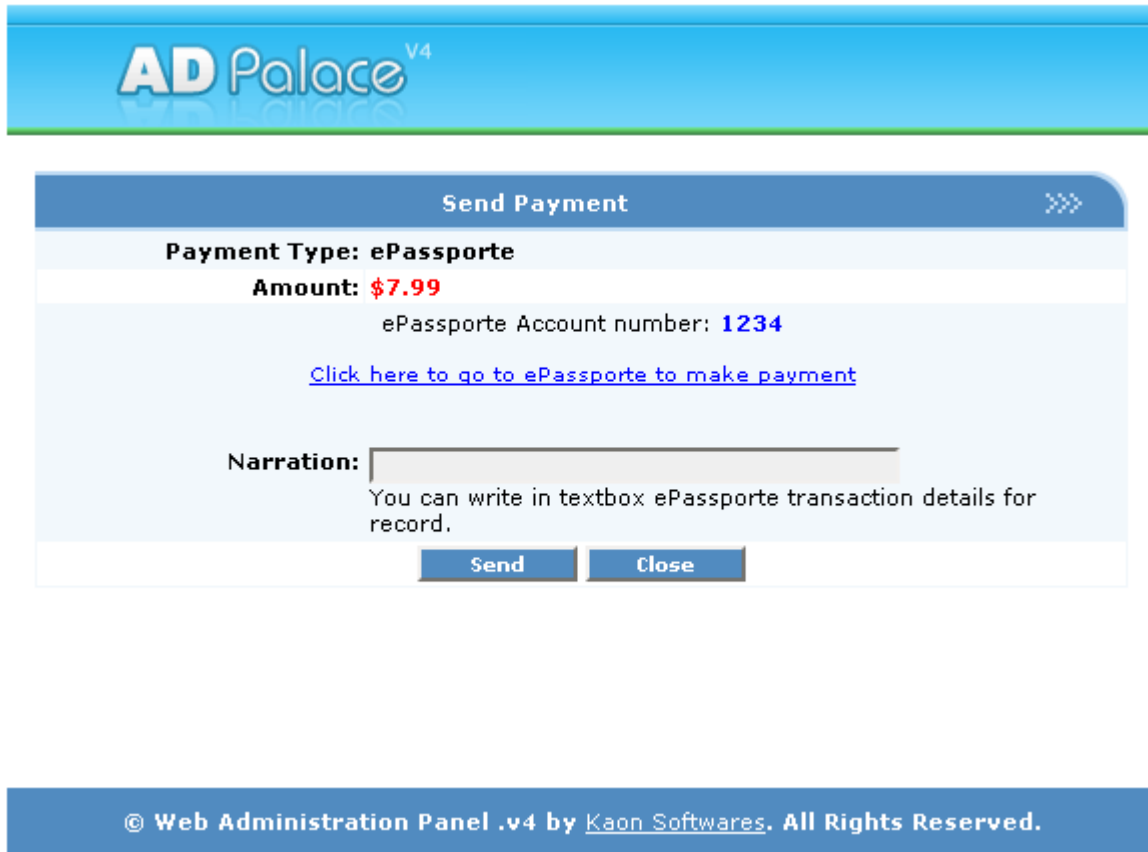 AD Palace V4
Send Payment
Payment Type: ePassporte
Amount: $7.99
ePassporte Account number: 1234
Click here to go to ePassporte to make payment
Narration:
You can write in textbox ePassporte transaction details for
record.
Send Close
© Web Administration Panel .v4 by Kaon Softwares. All Rights Reserved.